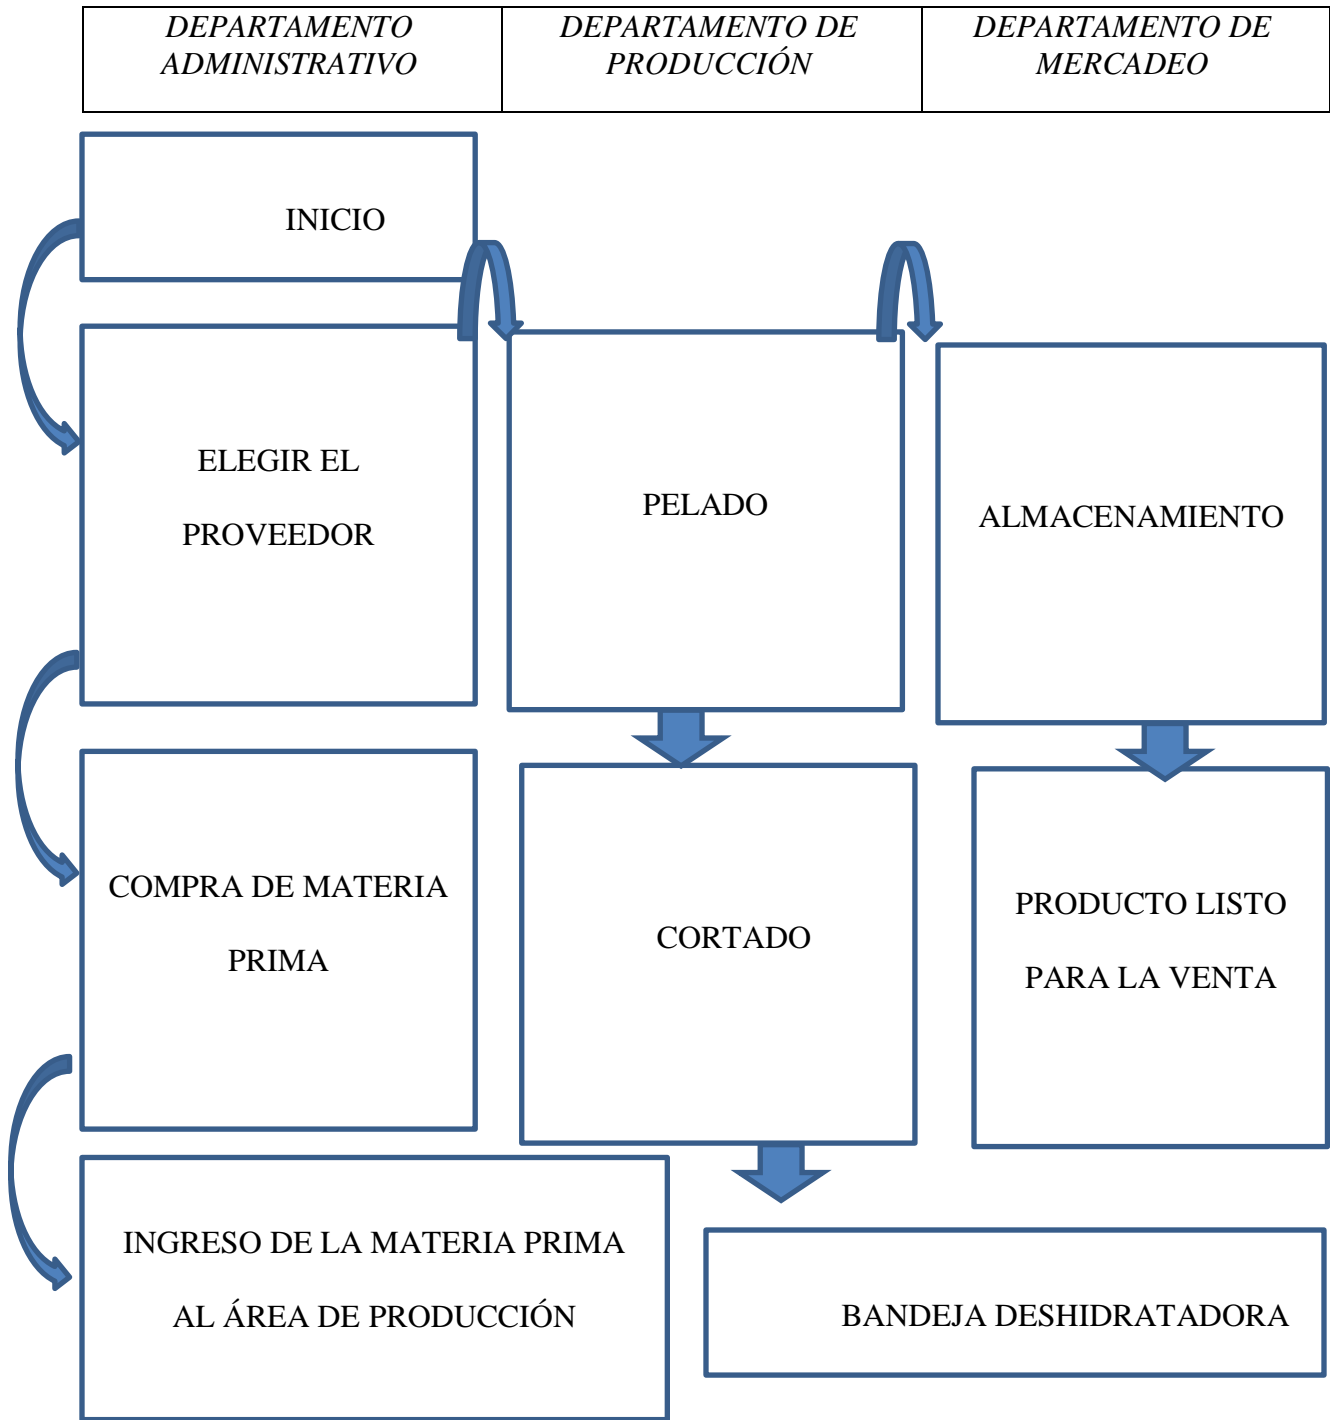 DEPARTAMENTO
ADMINISTRATIVO
DEPARTAMENTO DE
PRODUCCIÓN
DEPARTAMENTO DE
MERCADEO
INICIO
ELEGIR EL
PROVEEDOR
COMPRA DE MATERIA
PRIMA
INGRESO DE LA MATERIA PRIMA
AL ÁREA DE PRODUCCIÓN
PELADO
CORTADO
BANDEJA DESHIDRATADORA
ALMACENAMIENTO
PRODUCTO LISTO
PARA LA VENTA